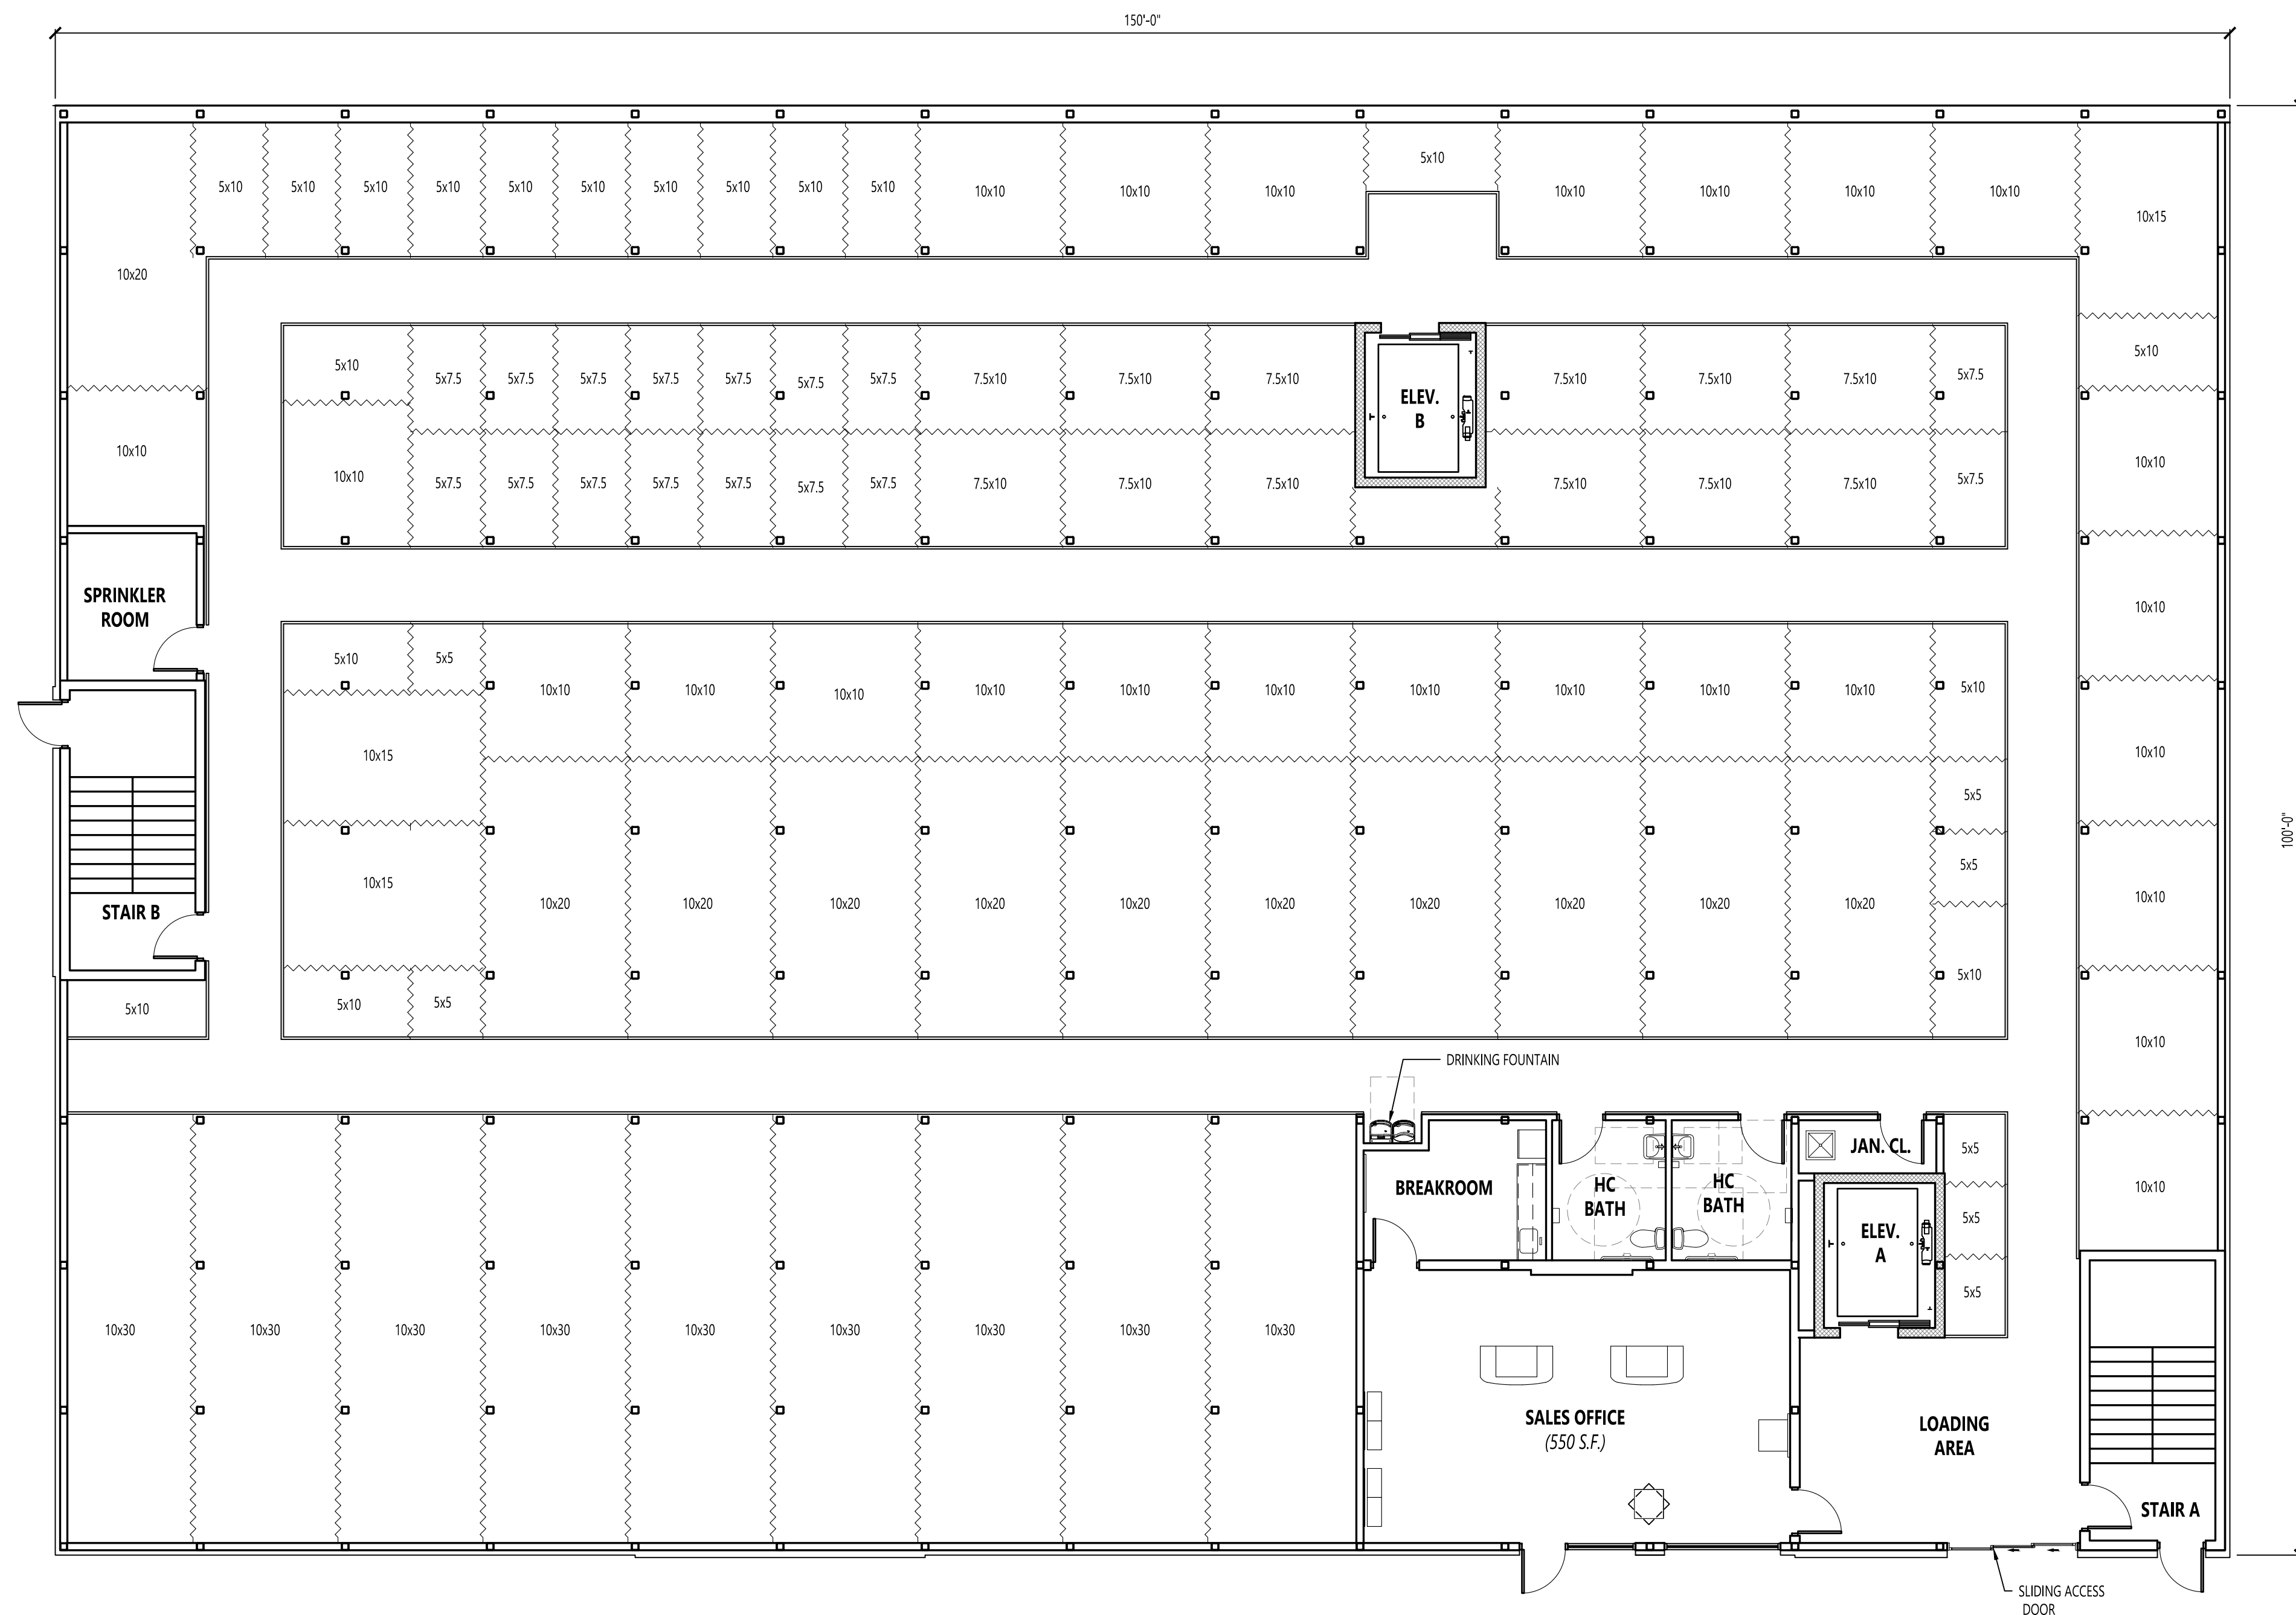 150'-0"
5x10
5x10 5x10 5x10 5x10 5x10 5x10 5x10 5x10 5x10 5x10 10x10 10x10 10x10 10x10 10x10 10x10 10x10
10x15
10x20
5x10
5x10 5x7.5 5x7.5 5x7.5 5x7.5 5x7.5 5x7.5 5x7.5 7.5x10 7.5x10 7.5x10 7.5x10 7.5x10 7.5x10 5x7.5
ELEV.
B
10x10
10x10
10x10 5x7.5 5x7.5 5x7.5 5x7.5 5x7.5 5x7.5 5x7.5 7.5x10 7.5x10 7.5x10 7.5x10 7.5x10 7.5x10 5x7.5
SPRINKLER
ROOM
10x10
5x10 5x5
10x10 10x10 10x10 10x10 10x10 10x10 10x10 10x10 10x10 10x10 5x10
10x15
10x10
5x5
100'-0"
5x5
10x15
10x20 10x20 10x20 10x20 10x20 10x20 10x20 10x20 10x20 10x20
10x10
STAIR B
5x10
5x10
5x10 5x5
10x10
DRINKING FOUNTAIN
JAN. CL.
5x5
BREAKROOM
HC
BATH
HC
BATH
10x10
5x5
ELEV.
A
5x5
10x30 10x30 10x30 10x30 10x30 10x30 10x30 10x30 10x30
SALES OFFICE
(550 S.F.)
LOADING
AREA
STAIR A
SLIDING ACCESS
DOOR